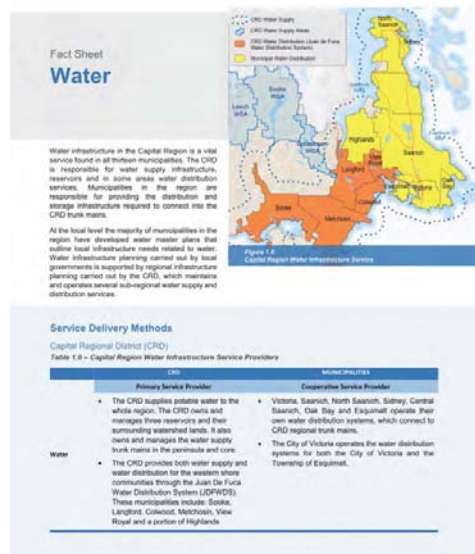 Fact Sheet
Water
Water infrastructure in the Capital Region is a vital
service found in all thirteen municipalities. The CRD
is responsible for water supply infrastructure,
reservoirs and in some areas water distribution
services. Municipalities in the region are
responsible for providing the distribution and
storage infrastructure required to connect into the
CRD trunk mains.
At the local level the majority of municipalities in the
region have developed water master plans that
outline local infrastructure needs related to water.
Water infrastructure planning carried out by local
governments is supported by regional infrastructure
planning carried out by the CRD, which maintains
and operates several sub-regional water supply and
distribution services.
CRD Water Supply
CRD Water Supply Areas
CRD Water Distribution (Juan de Fuca
Water Distribution Systems)
Municipal Water Distribution
North
Saanich
Sidney
Sooke
WSA
Leech
WSA
WSA
Highlands
Saanich
View
Royal
Langford
Esquimalt
Victoria
Colwood
Sooke
Metchosin
Figure 1.0
Capital Region Water Infrastructure Service
Service Delivery Methods
Capital Regional District (CRD)
Table 1.0 – Capital Region Water Infrastructure Service Providers
CRD
MUNICIPALITIES
Primary Service Provider
Cooperative Service Provider
Water
• The CRD supplies potable water to the
whole region. The CRD owns and
manages three reservoirs and their
surrounding watershed lands. It also
owns and manages the water supply
trunk mains in the peninsula and core.
• The CRD provides both water supply and
water distribution for the western shore
communities through the Juan De Fuca
Water Distribution System (JDFWDS).
These municipalities include: Sooke,
Langford, Colwood, Metchosin, View
Royal and a portion of Highlands
• Victoria, Saanich, North Saanich, Sidney, Central
Saanich, Oak Bay and Esquimalt operate their
own water distribution systems, which connect to
CRD regional trunk mains.
• The City of Victoria operates the water distribution
systems for both the City of Victoria and the
Township of Esquimalt.